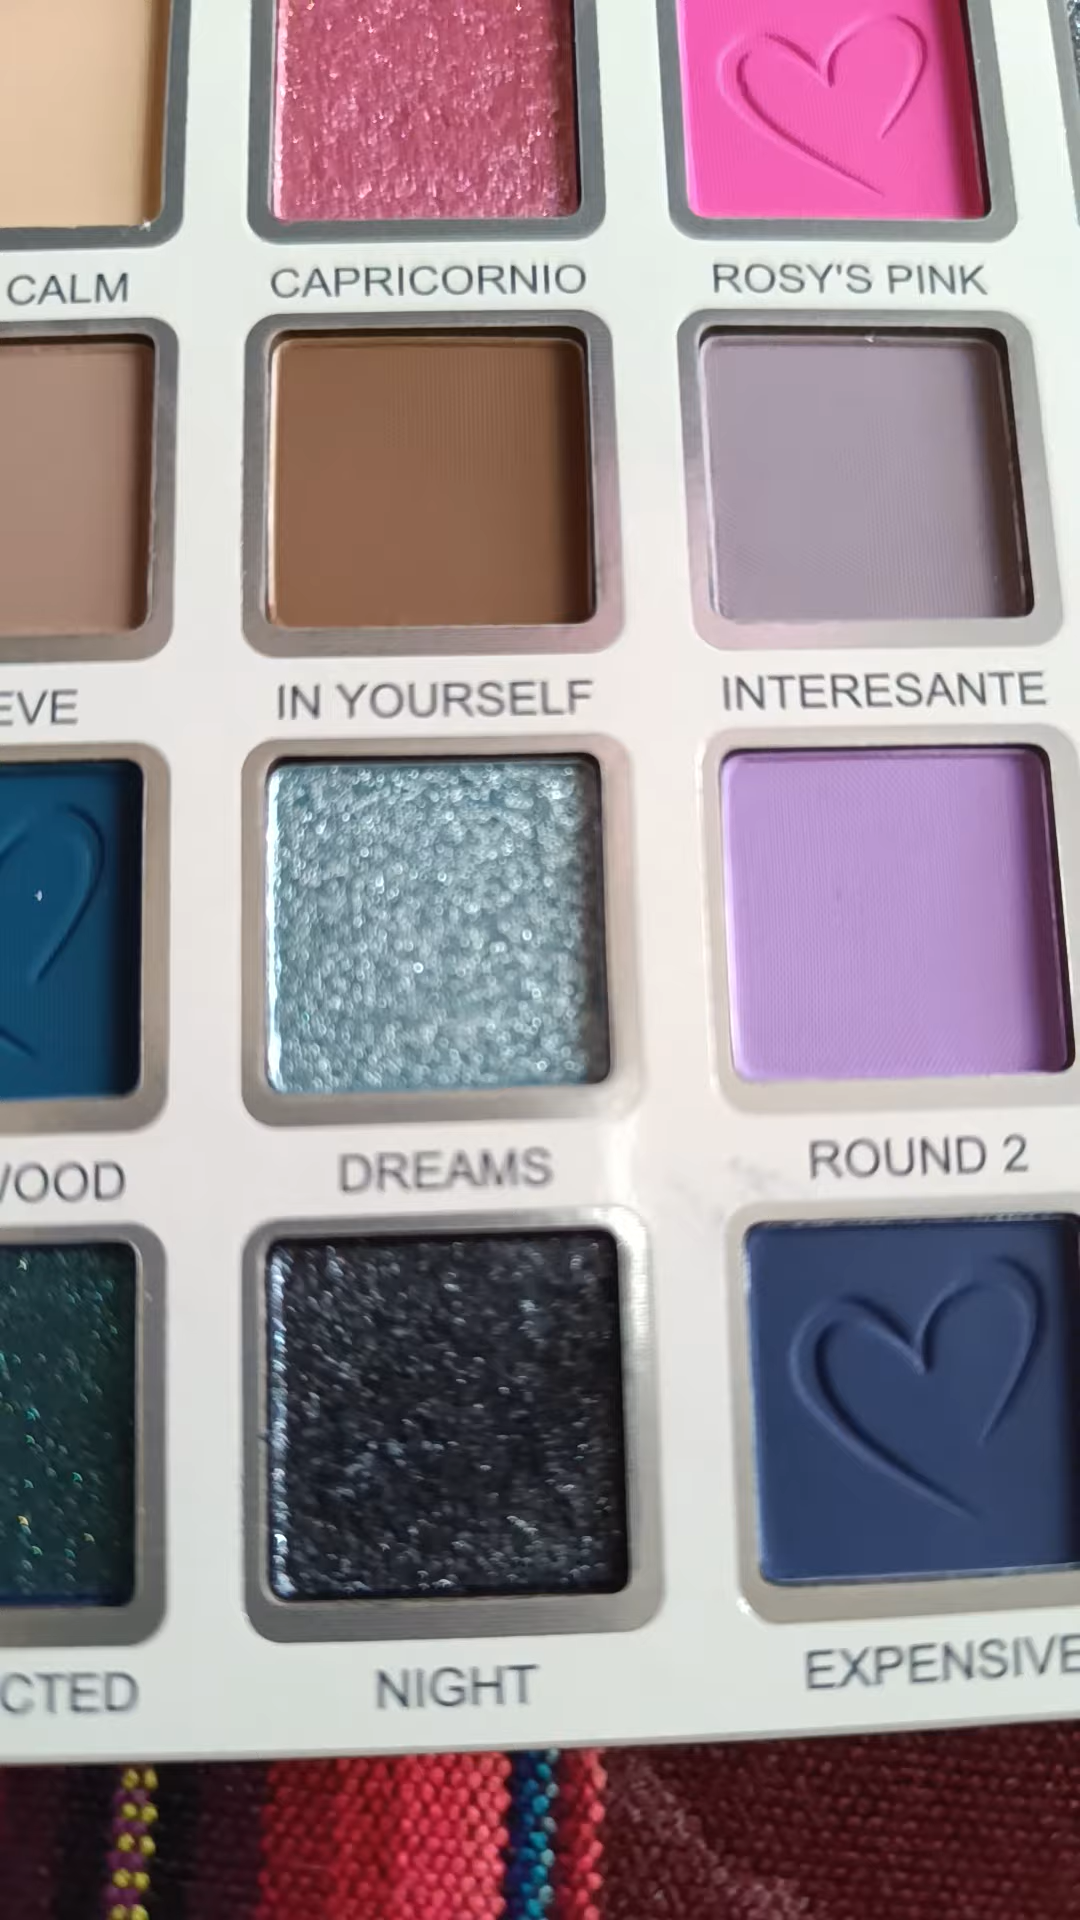 CALM CAPRICORNIO ROSY'S PINK
IN YOURSELF INTERESANTE
DREAMS ROUND 2
NIGHT EXPENSIVE